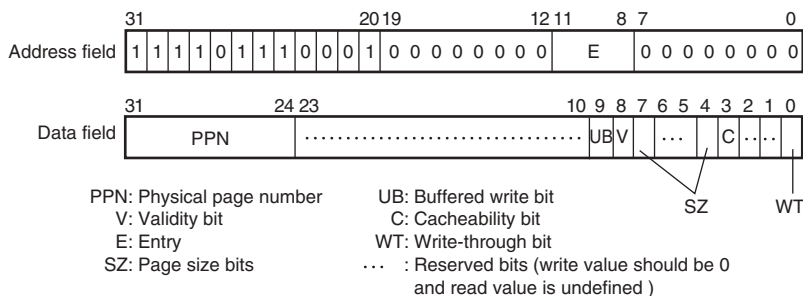 31 20 19 12 11 8 7 0
Address field 1 1 1 1 0 1 1 1 0 0 0 1 0 0 0 0 0 0 0 0 E 0 0 0 0 0 0 0 0
31 24 23 10 9 8 7 6 5 4 3 2 1 0
Data field PPN UB V C
SZ WT
PPN: Physical page number
V: Validity bit
E: Entry
SZ: Page size bits
UB: Buffered write bit
C: Cacheability bit
WT: Write-through bit
... : Reserved bits (write value should be 0
and read value is undefined )